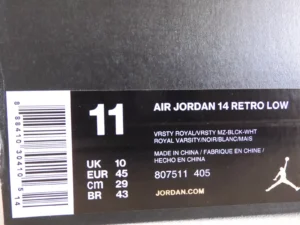 11
AIR JORDAN 14 RETRO LOW
VRSTY ROYAL/VRSTY MZ-BLCK-WHT
ROYAL VARSITY/NOIR/BLANC/MAIS
MADE IN CHINA / FABRIQUE EN CHINE /
HECHO EN CHINA
UK 10
EUR 45
cm 29
BR 43
807511 405
JORDAN.COM